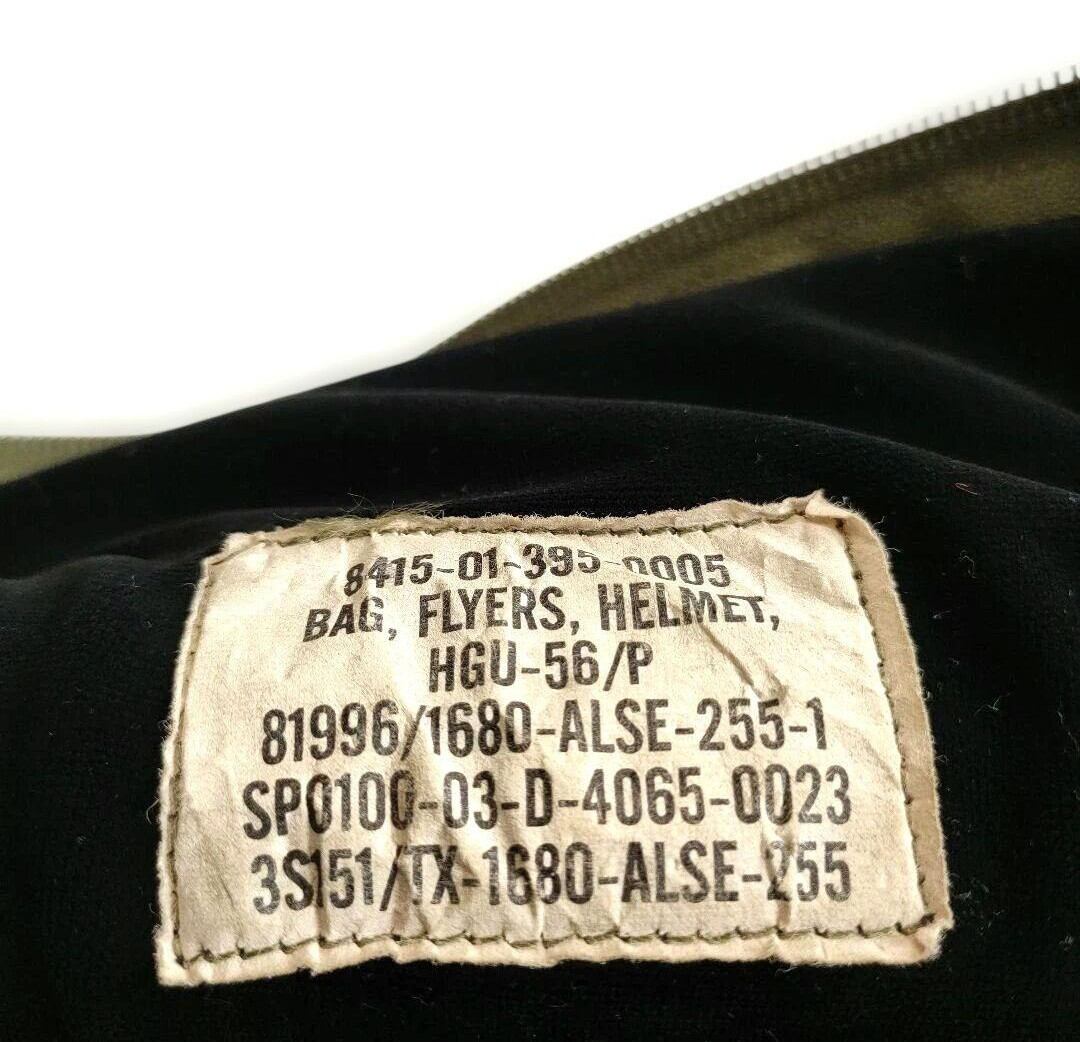 8415-01-395-0005
BAG, FLYERS, HELMET,
HGU-56/P
81996/1680-ALSE-255-1
SP0100-03-D-4065-0023
3S151/TX-1680-ALSE-255